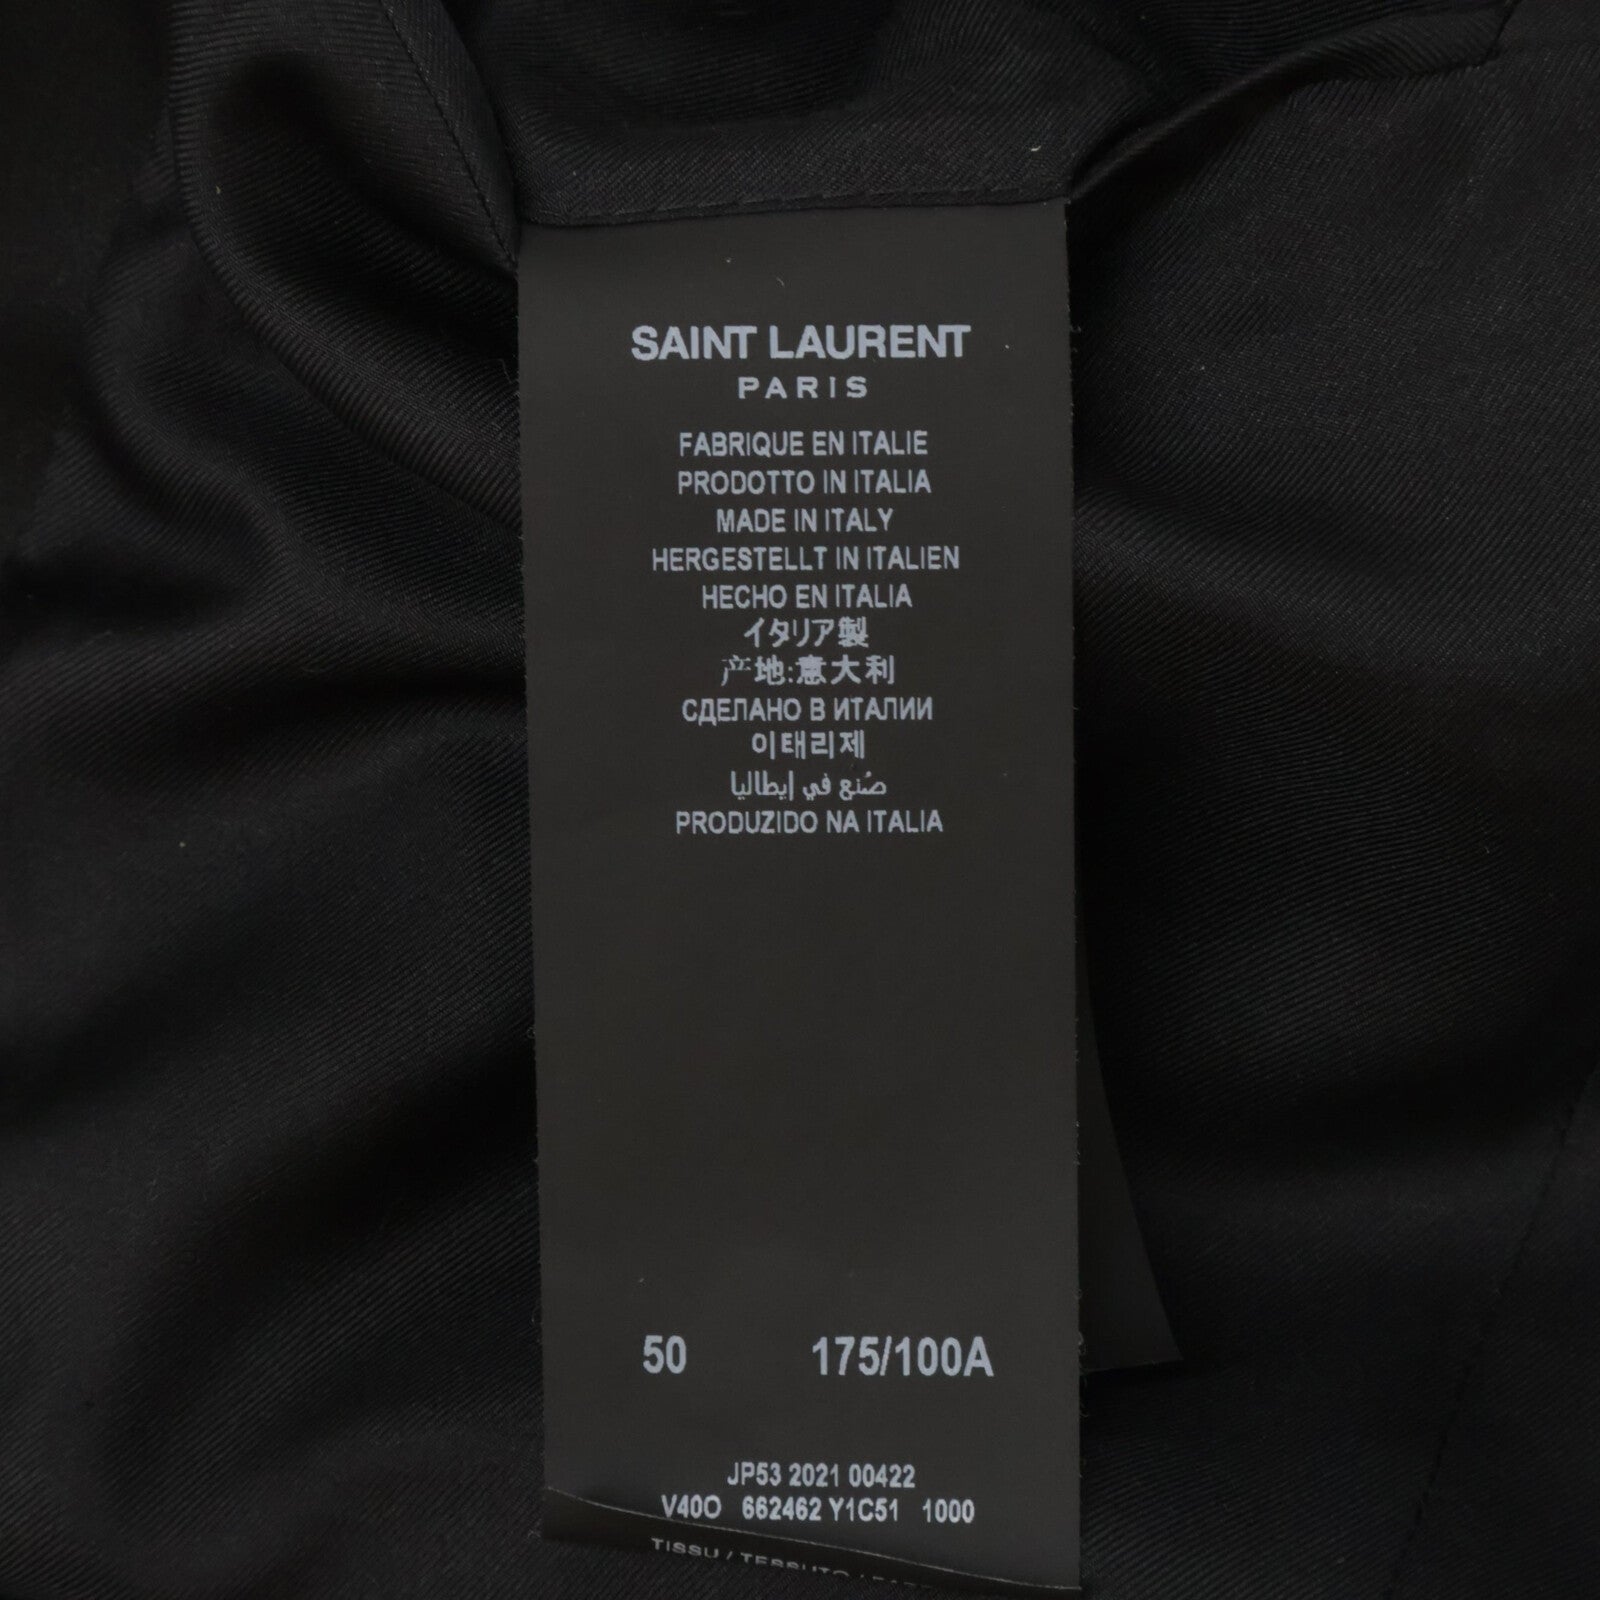 SAINT LAURENT
PARIS
FABRIQUE EN ITALIE
PRODOTTO IN ITALIA
MADE IN ITALY
HERGESTELLT IN ITALIEN
HECHO EN ITALIA
イタリア製
产地:意大利
СДЕЛАНО В ИТАЛИИ
이태리제
صُنع في إيطاليا
PRODUZIDO NA ITALIA
50 175/100A
JP53 2021 00422
V40O 662462 Y1C51 1000
TISSU / TESSUTO /